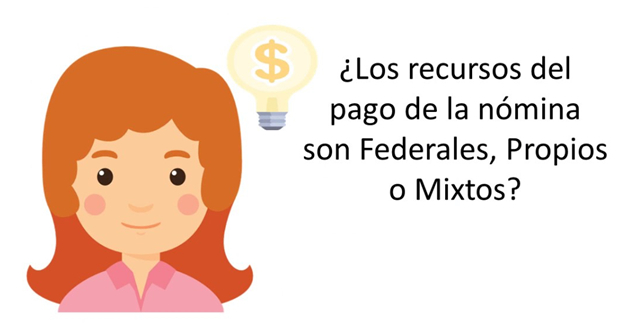 $
¿Los recursos del
pago de la nómina
son Federales, Propios
o Mixtos?